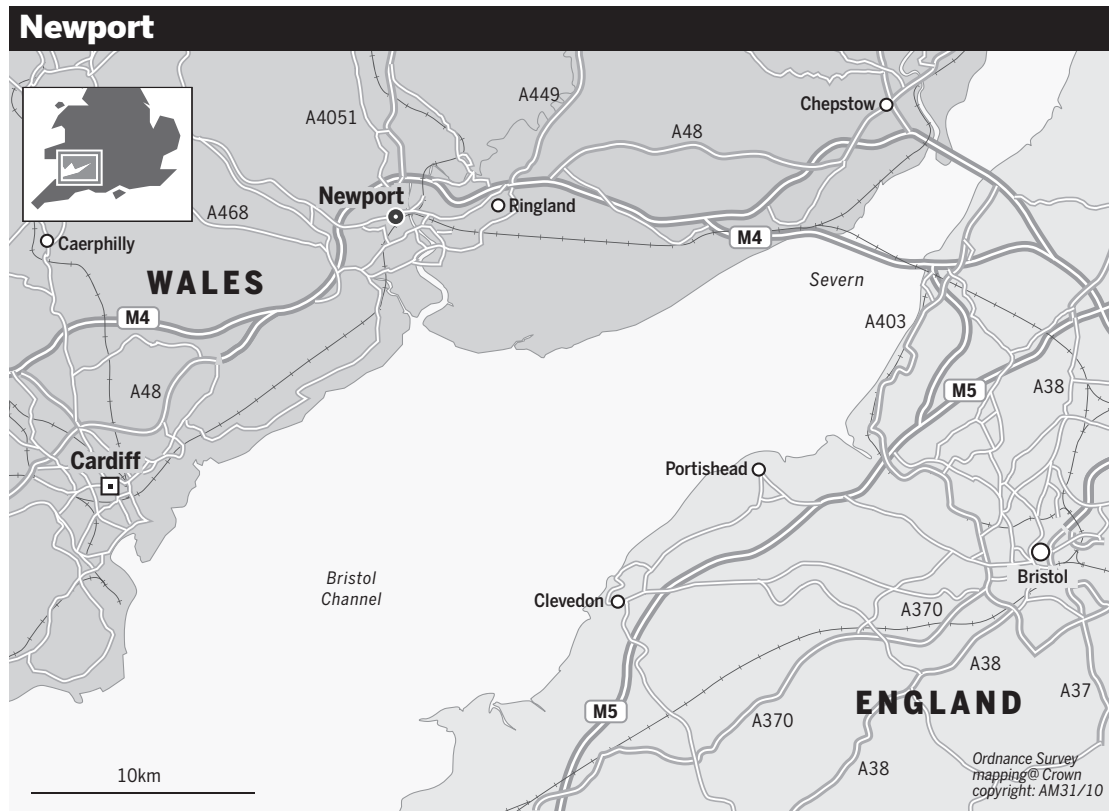 Newport
A449
Chepstow
A4051
A48
Newport
Ringland
A468
Caerphilly
M4
WALES
Severn
M4
A403
A48
M5
A38
Cardiff
Portishead
Bristol
Channel
Bristol
Clevedon
A370
A38
ENGLAND
A37
M5
A370
10km
A38
Ordnance Survey
mapping@ Crown
copyright: AM31/10